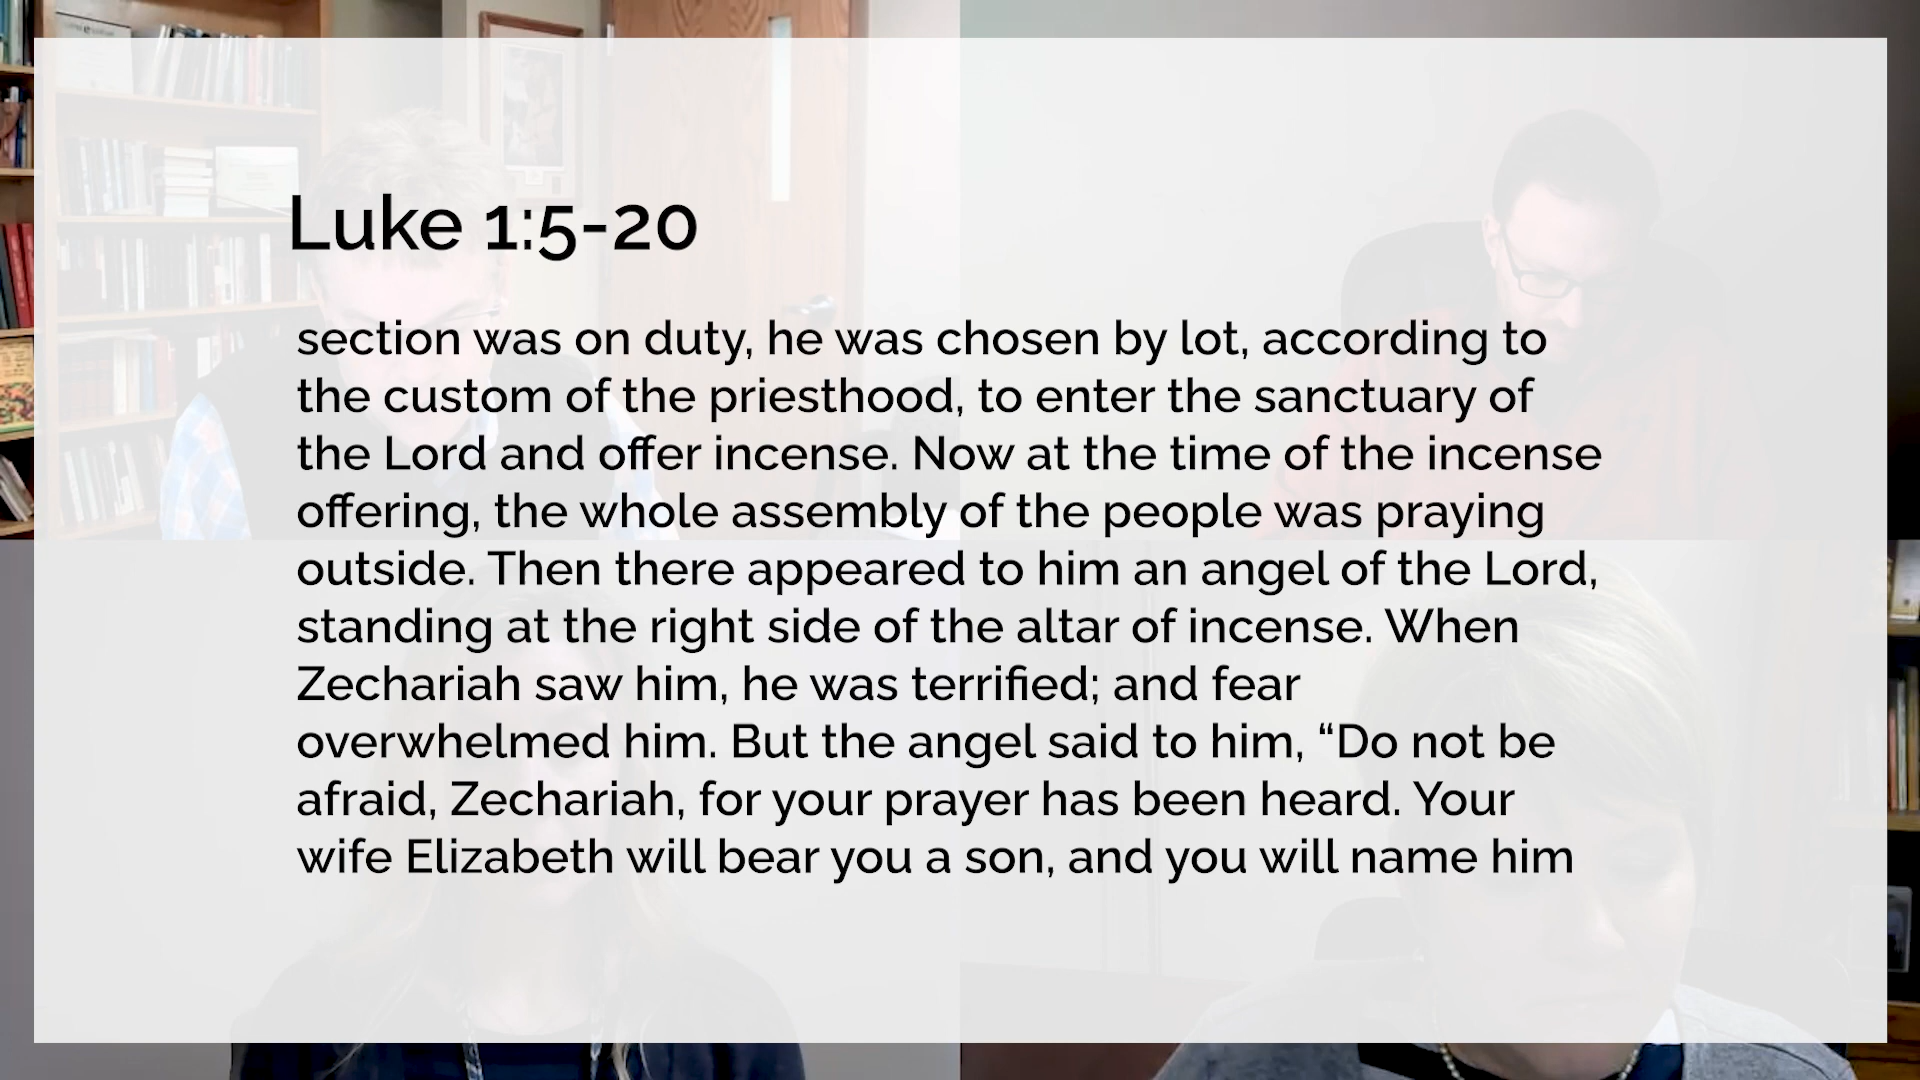 Luke 1:5-20
section was on duty, he was chosen by lot, according to
the custom of the priesthood, to enter the sanctuary of
the Lord and offer incense. Now at the time of the incense
offering, the whole assembly of the people was praying
outside. Then there appeared to him an angel of the Lord,
standing at the right side of the altar of incense. When
Zechariah saw him, he was terrified; and fear
overwhelmed him. But the angel said to him, “Do not be
afraid, Zechariah, for your prayer has been heard. Your
wife Elizabeth will bear you a son, and you will name him